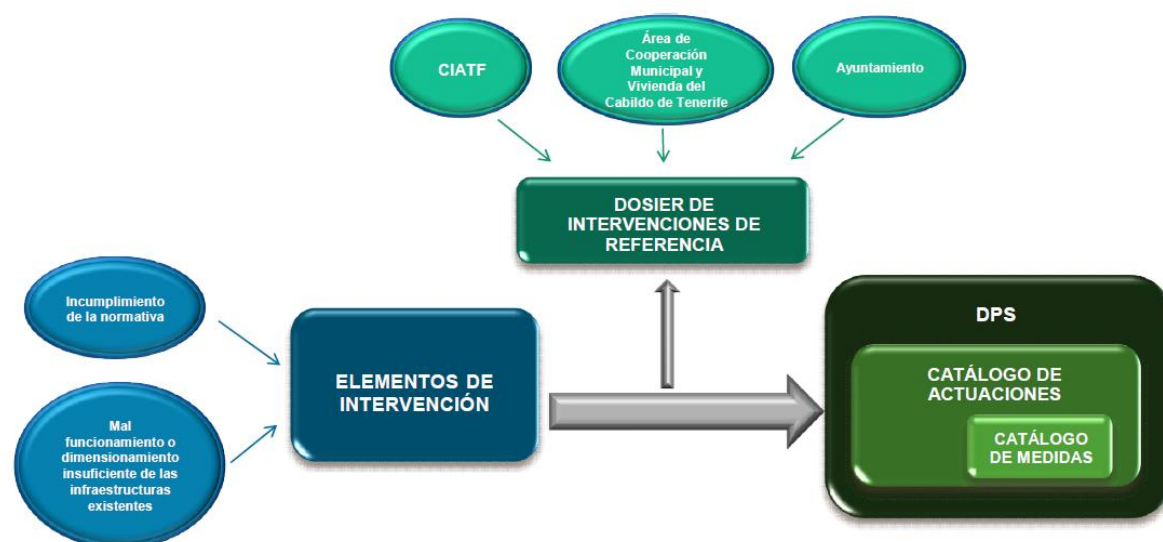 CIATF
Área de
Cooperación
Municipal y
Vivienda del
Cabildo de Tenerife
Ayuntamiento
DOSIER DE
INTERVENCIONES DE
REFERENCIA
Incumplimiento
de la normativa
Mal
funcionamiento o
dimensionamiento
insuficiente de las
infraestructuras
existentes
ELEMENTOS DE
INTERVENCIÓN
DPS
CATÁLOGO DE
ACTUACIONES
CATÁLOGO
DE MEDIDAS